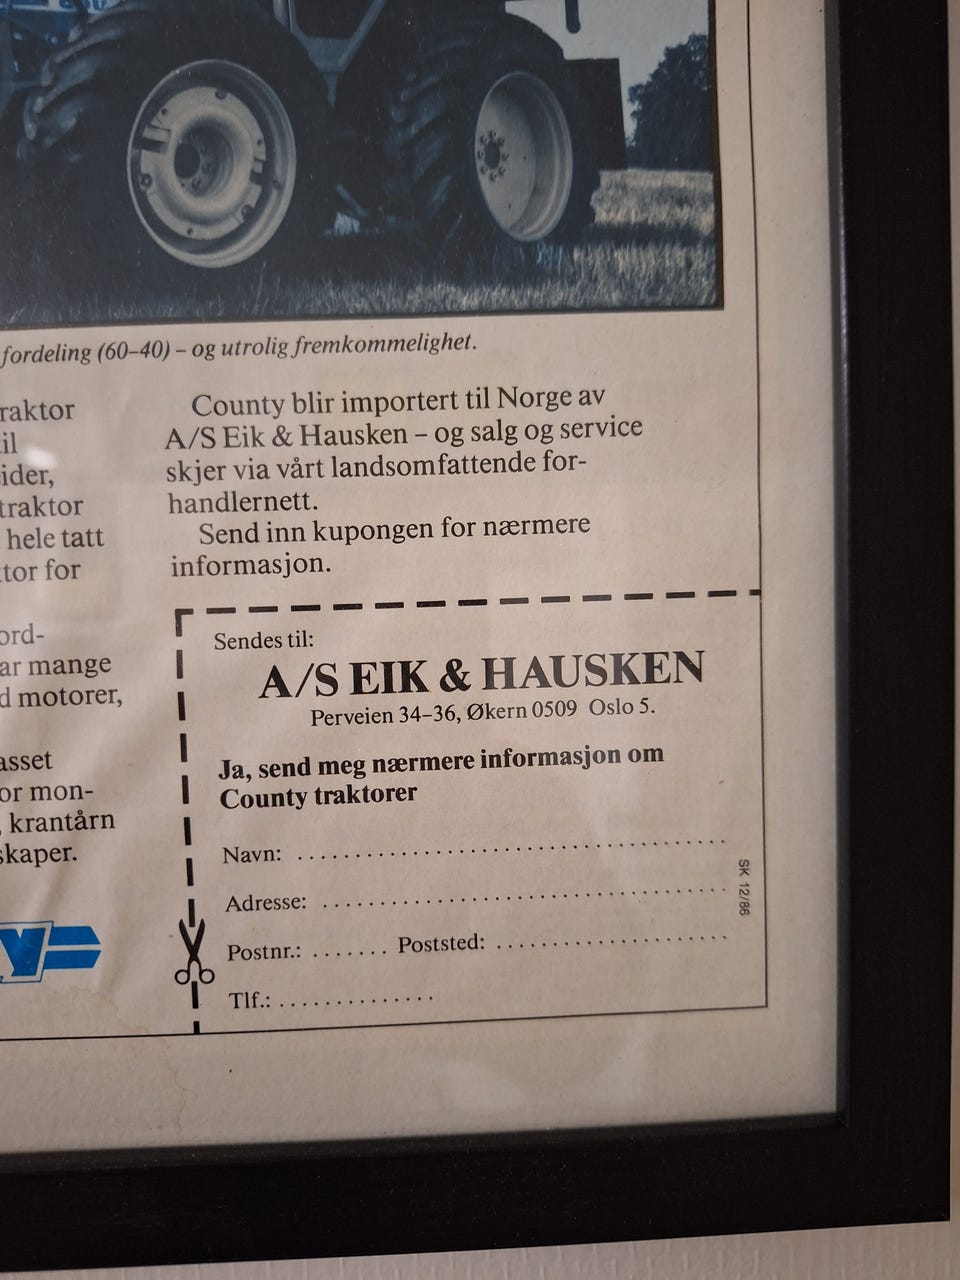 fordeling (60–40) – og utrolig fremkommelighet.
raktor
il
ider,
traktor
hele tatt
tor for
ord-
ar mange
d motorer,
asset
or mon-
, krantårn
skaper.
Y
County blir importert til Norge av
A/S Eik & Hausken – og salg og service
skjer via vårt landsomfattende for-
handlernett.
Send inn kupongen for nærmere
informasjon.
Sendes til:
A/S EIK & HAUSKEN
Perveien 34–36, Økern 0509 Oslo 5.
Ja, send meg nærmere informasjon om
County traktorer
Navn:
Adresse:
Postnr.: ....... Poststed:
Tlf.:
SK 12/86